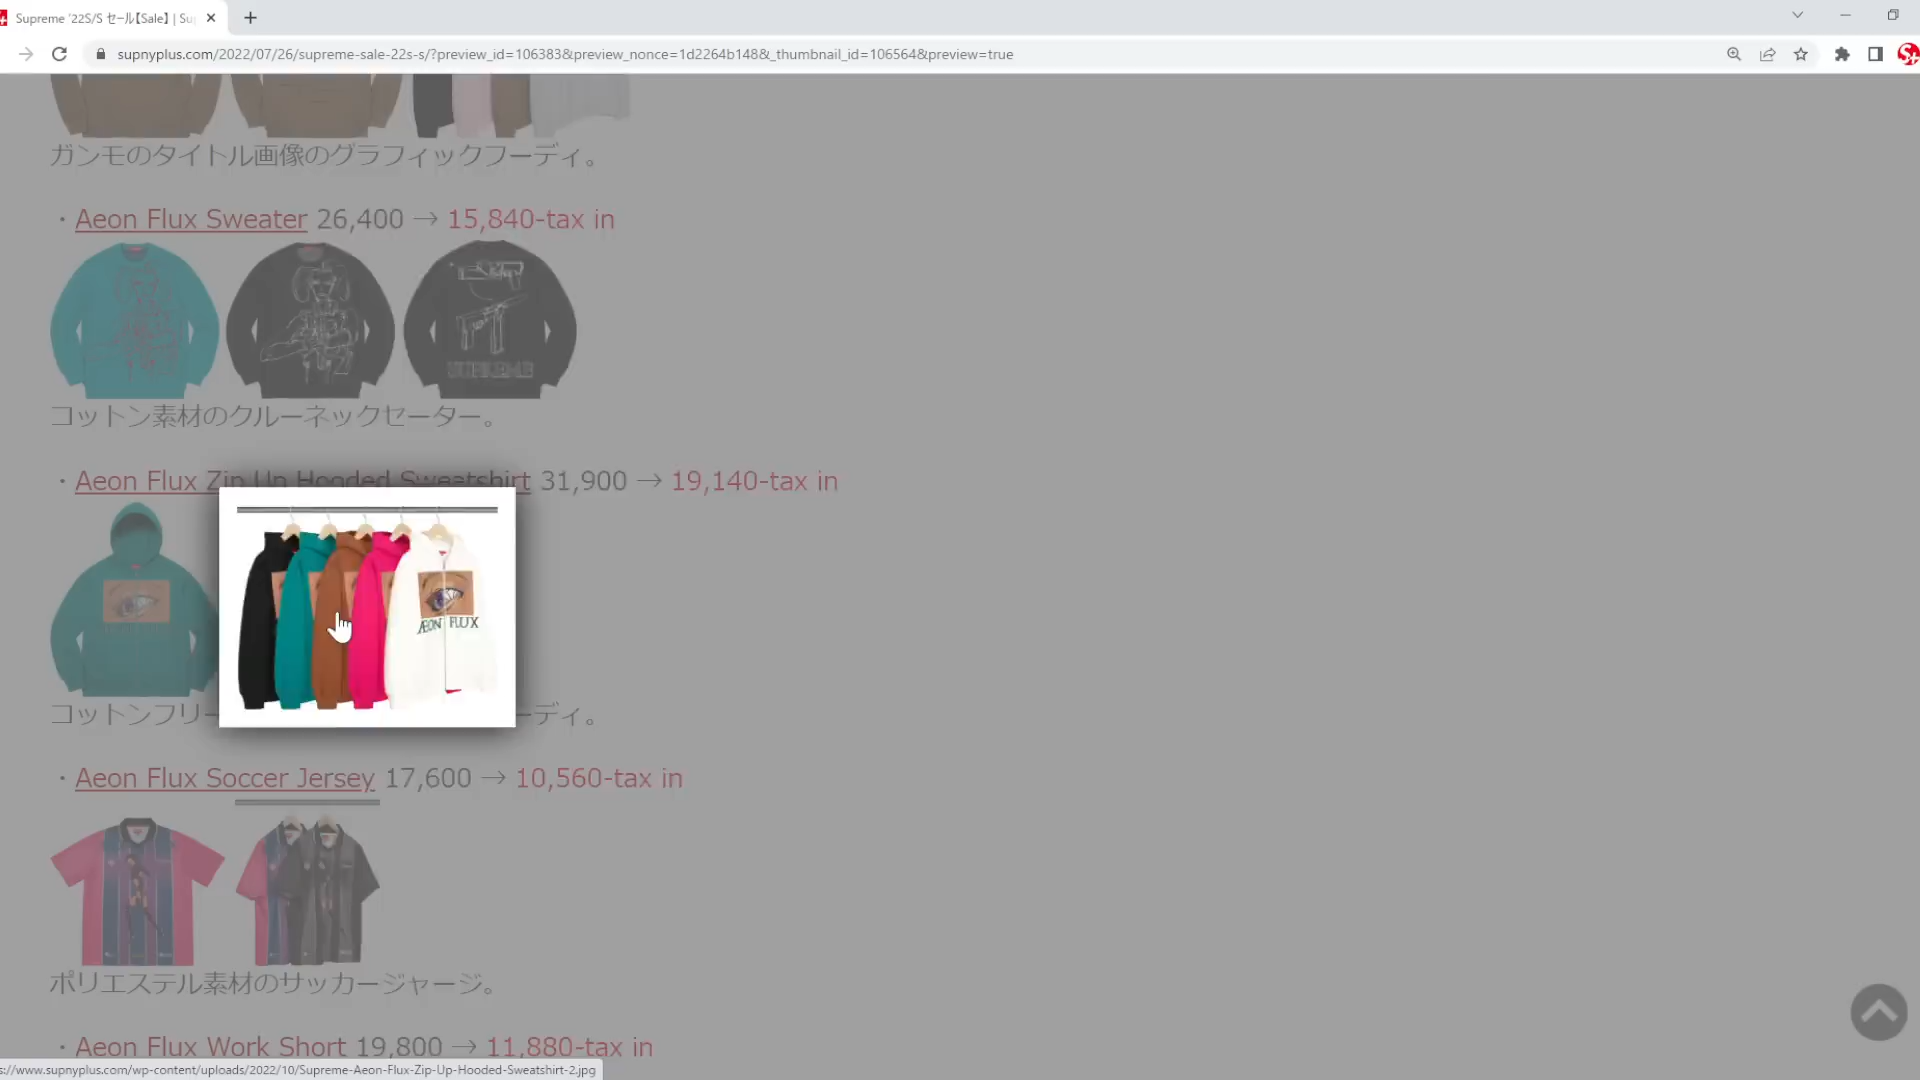 Supreme '22S/S セール【Sale】 | Su
supnyplus.com/2022/07/26/supreme-sale-22s-s/?preview_id=106383&preview_nonce=1d2264b148&_thumbnail_id=106564&preview=true
ガンモのタイトル画像のグラフィックフーディ。
・Aeon Flux Sweater 26,400 → 15,840-tax in
SUPREME
コットン素材のクルーネックセーター。
・Aeon Flux Zip Up Hooded Sweatshirt 31,900 → 19,140-tax in
ÆON FLUX
コットンフリー
ーディ。
・Aeon Flux Soccer Jersey 17,600 → 10,560-tax in
ポリエステル素材のサッカージャージ。
・Aeon Flux Work Short 19,800 → 11,880-tax in
s://www.supnyplus.com/wp-content/uploads/2022/10/Supreme-Aeon-Flux-Zip-Up-Hooded-Sweatshirt-2.jpg